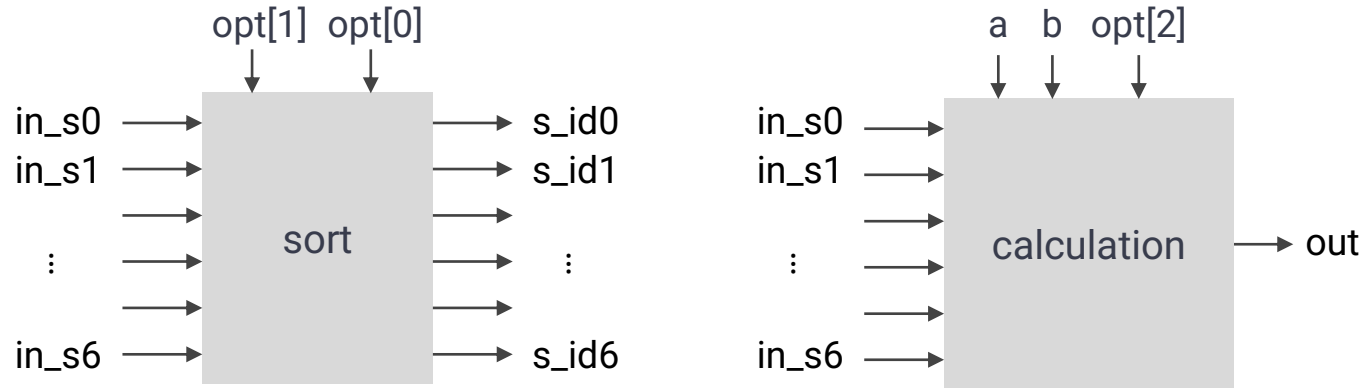 opt[1] opt[0]
in_s0
in_s1
⋮
in_s6
sort
s_id0
s_id1
⋮
s_id6
a b opt[2]
in_s0
in_s1
⋮
in_s6
calculation
out